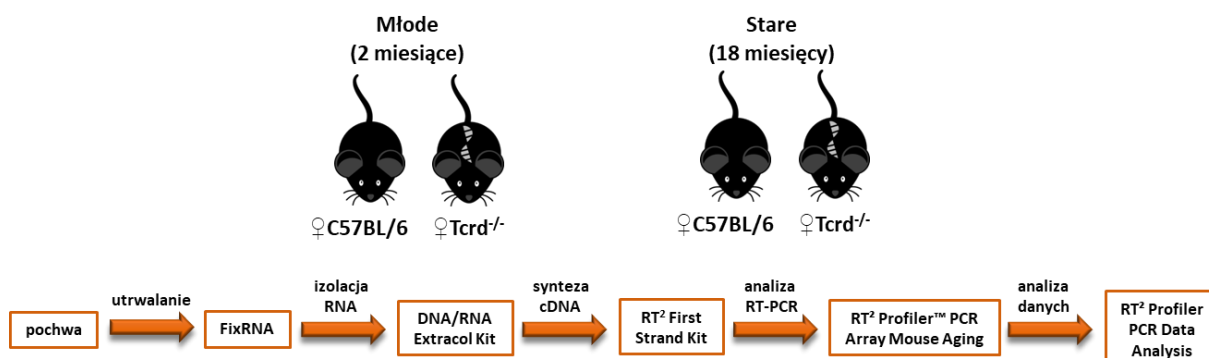 Młode
(2 miesiące)
Stare
(18 miesięcy)
♀C57BL/6
♀Tcrd-/-
♀C57BL/6
♀Tcrd-/-
pochwa
utrwalanie
FixRNA
izolacja
RNA
DNA/RNA
Extracol Kit
synteza
cDNA
RT² First
Strand Kit
analiza
RT-PCR
RT² Profiler™ PCR
Array Mouse Aging
analiza
danych
RT² Profiler
PCR Data
Analysis